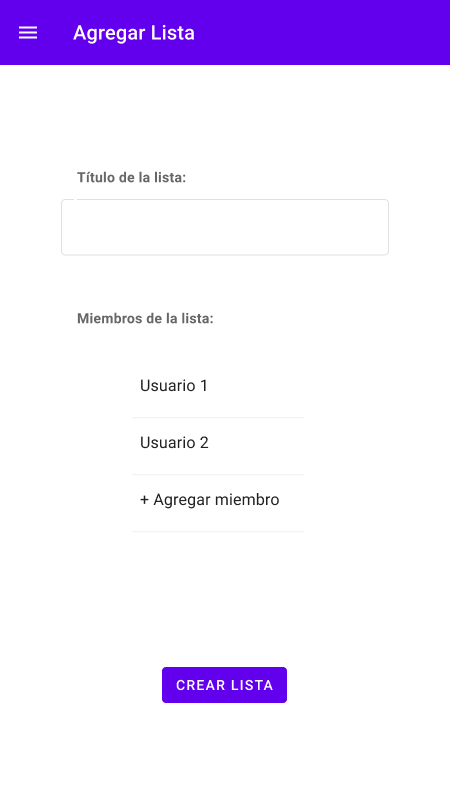 Agregar Lista
Título de la lista:
Miembros de la lista:
Usuario 1
Usuario 2
+ Agregar miembro
CREAR LISTA